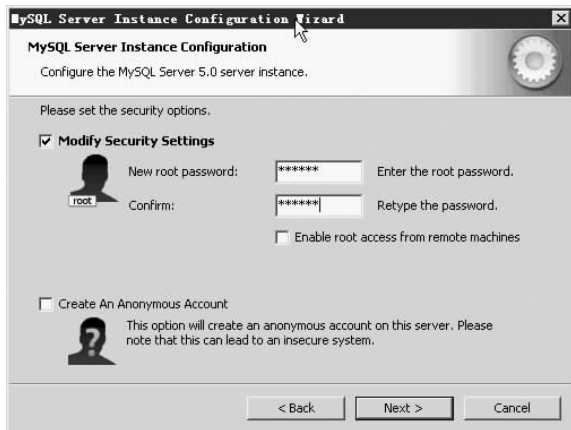 MySQL Server Instance Configuration Wizard
MySQL Server Instance Configuration
Configure the MySQL Server 5.0 server instance.
Please set the security options.
Modify Security Settings
New root password: ****** Enter the root password.
root
Confirm: ****** Retype the password.
Enable root access from remote machines
Create An Anonymous Account
This option will create an anonymous account on this server. Please
note that this can lead to an insecure system.
< Back Next > Cancel